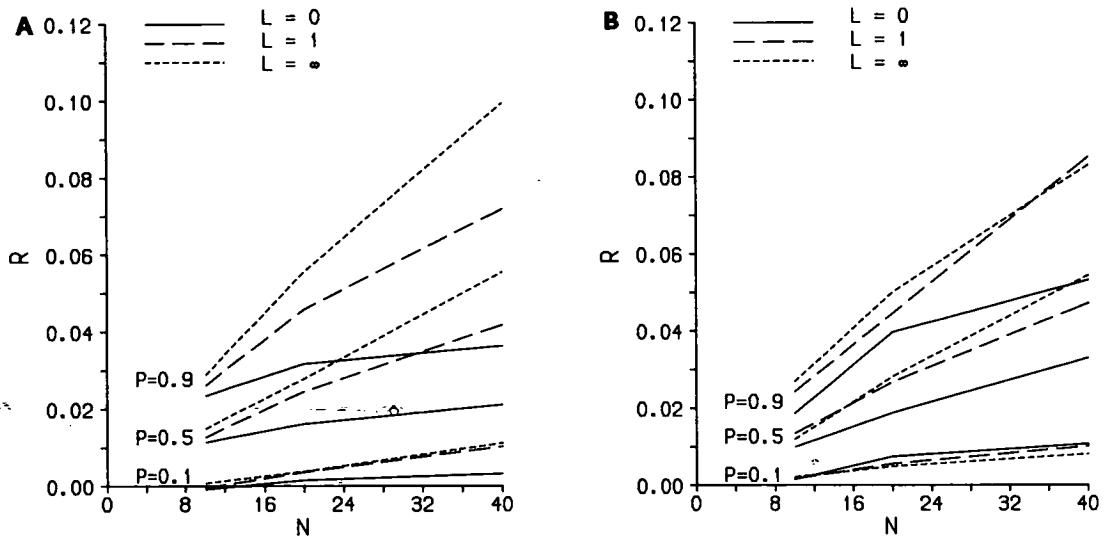 A
L = 0
L = 1
L = ∞
0.12
0.10
0.08
0.06
0.04
0.02
0.00
R
P=0.9
P=0.5
P=0.1
0 8 16 24 32 40
N
B
L = 0
L = 1
L = ∞
0.12
0.10
0.08
0.06
0.04
0.02
0.00
R
P=0.9
P=0.5
P=0.1
0 8 16 24 32 40
N